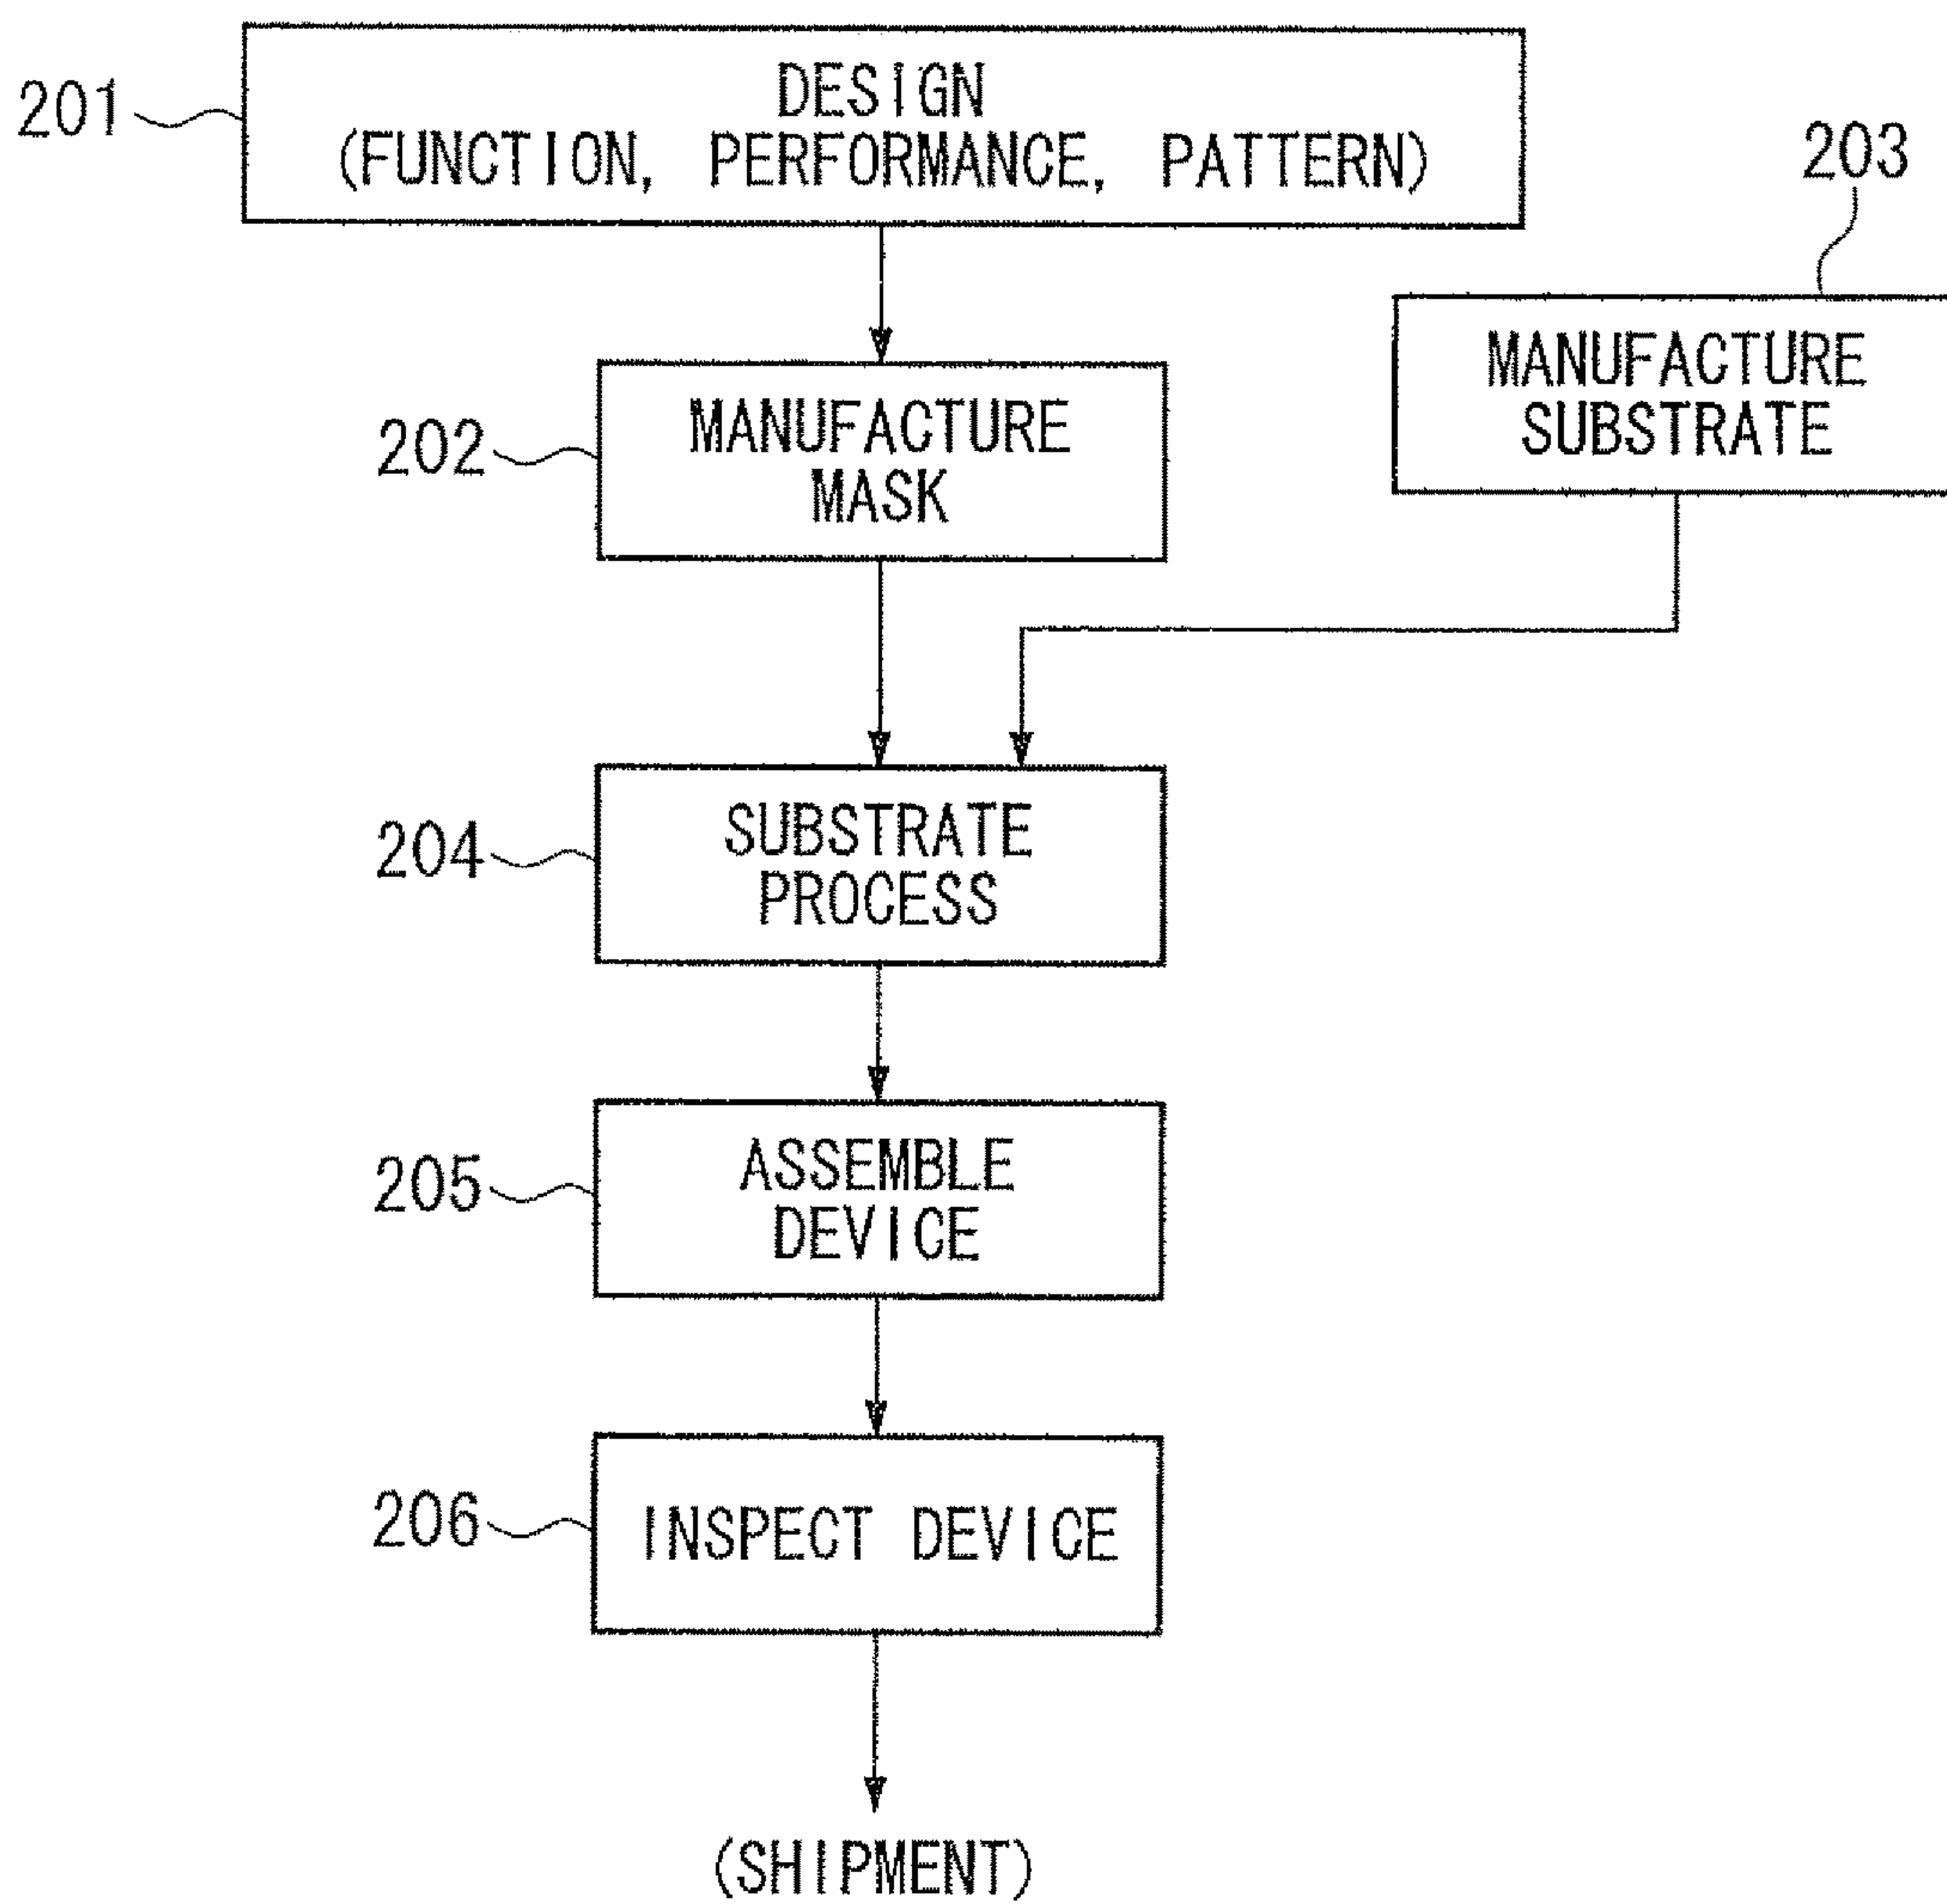 201
DESIGN
(FUNCTION, PERFORMANCE, PATTERN)
203
MANUFACTURE
SUBSTRATE
202
MANUFACTURE
MASK
204
SUBSTRATE
PROCESS
205
ASSEMBLE
DEVICE
206
INSPECT DEVICE
(SHIPMENT)